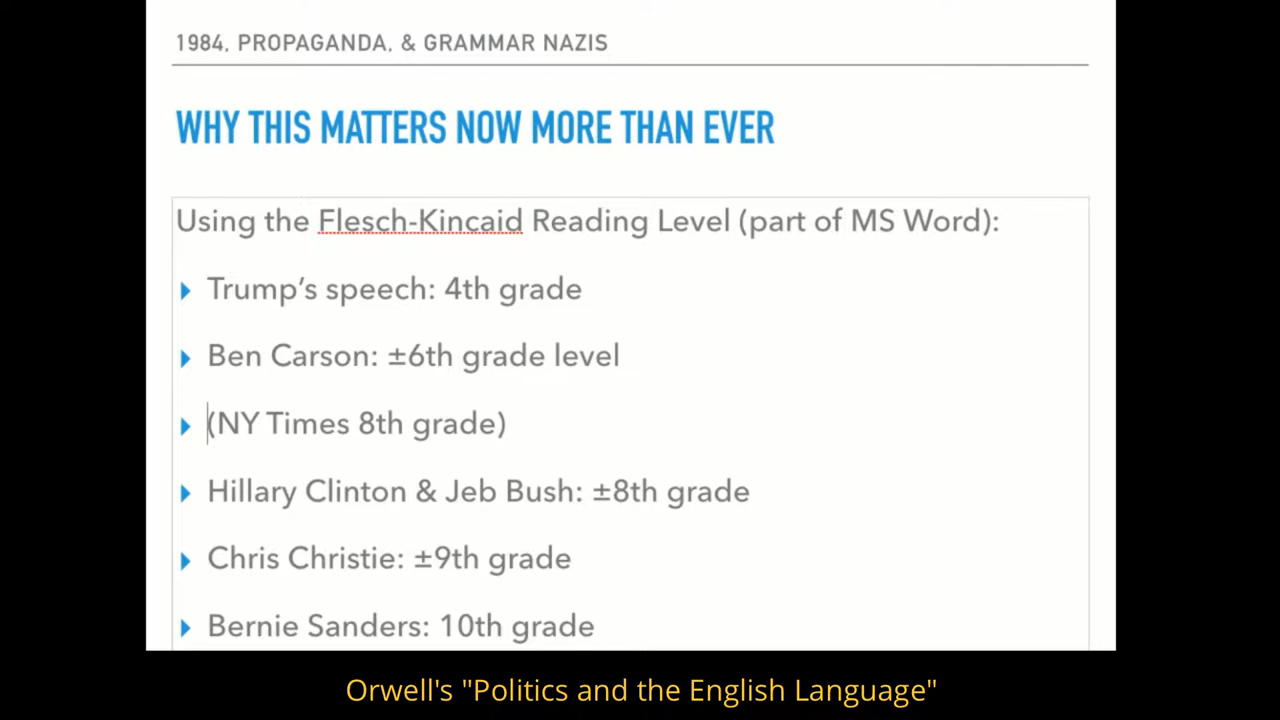 1984, PROPAGANDA, & GRAMMAR NAZIS
WHY THIS MATTERS NOW MORE THAN EVER
Using the Flesch-Kincaid Reading Level (part of MS Word):
Trump’s speech: 4th grade
Ben Carson: ±6th grade level
(NY Times 8th grade)
Hillary Clinton & Jeb Bush: ±8th grade
Chris Christie: ±9th grade
Bernie Sanders: 10th grade
Orwell's "Politics and the English Language"